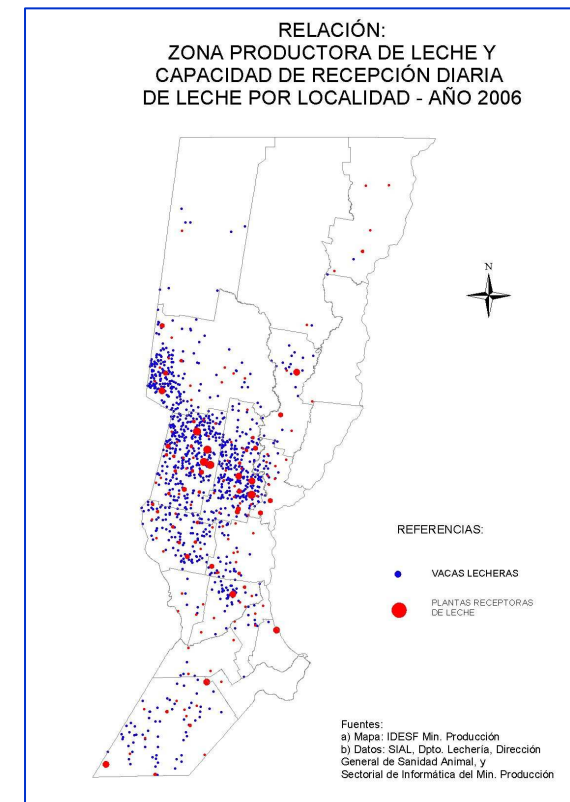 RELACIÓN:
ZONA PRODUCTORA DE LECHE Y
CAPACIDAD DE RECEPCIÓN DIARIA
DE LECHE POR LOCALIDAD - AÑO 2006
N
REFERENCIAS:
VACAS LECHERAS
PLANTAS RECEPTORAS
DE LECHE
Fuentes:
a) Mapa: IDESF Min. Producción
b) Datos: SIAL, Dpto. Lechería, Dirección
General de Sanidad Animal, y
Sectorial de Informática del Min. Producción